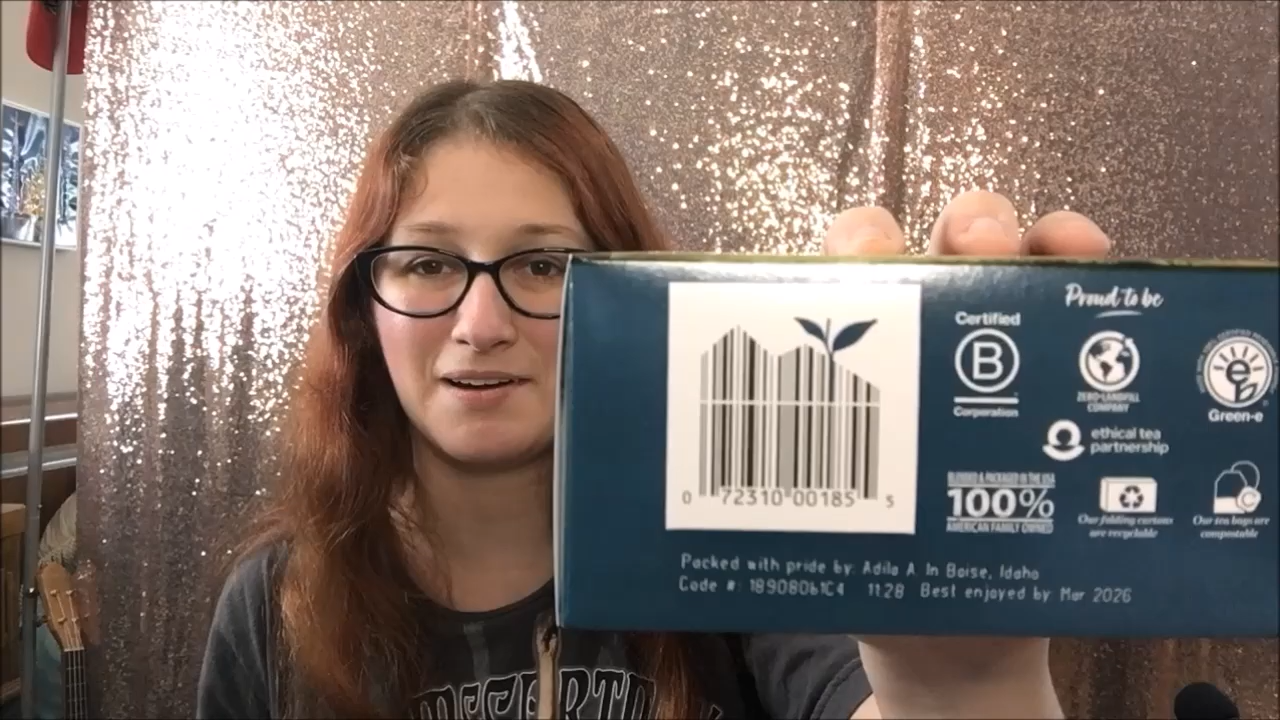 Proud to be
Certified
B
Corporation
ZERO-LANDFILL
COMPANY
e
Green-e
ethical tea
partnership
BLENDED & PACKAGED IN THE USA
100%
AMERICAN FAMILY OWNED
Our folding cartons
are recyclable
C
Our tea bags are
compostable
0 72310 00185 5
Packed with pride by: Adila A In Boise, Idaho
Code #: 189080b1C4 11:28 Best enjoyed by Mar 2026